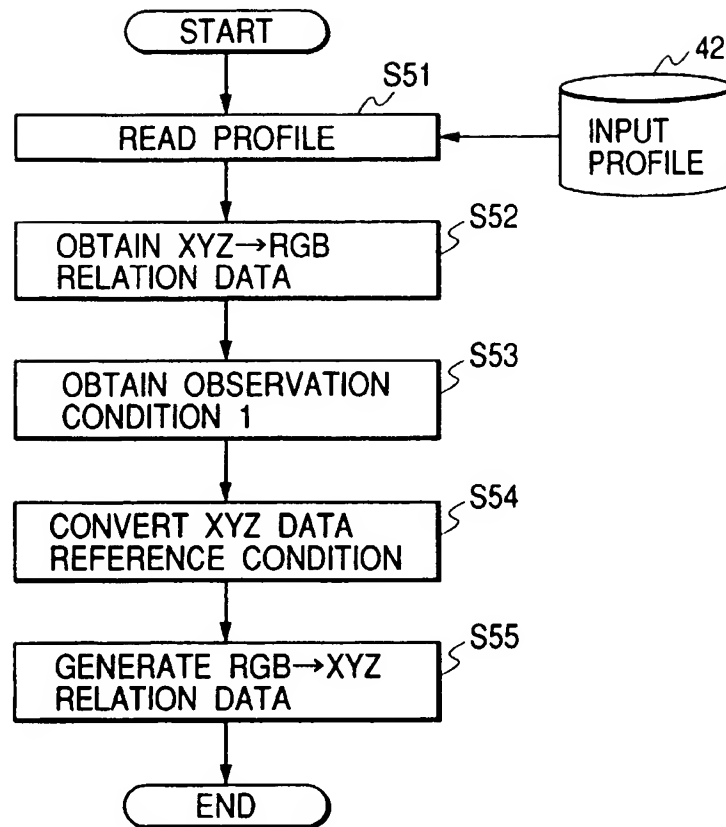 START
S51
42
READ PROFILE
INPUT
PROFILE
S52
OBTAIN XYZ→RGB
RELATION DATA
S53
OBTAIN OBSERVATION
CONDITION 1
S54
CONVERT XYZ DATA
REFERENCE CONDITION
S55
GENERATE RGB→XYZ
RELATION DATA
END